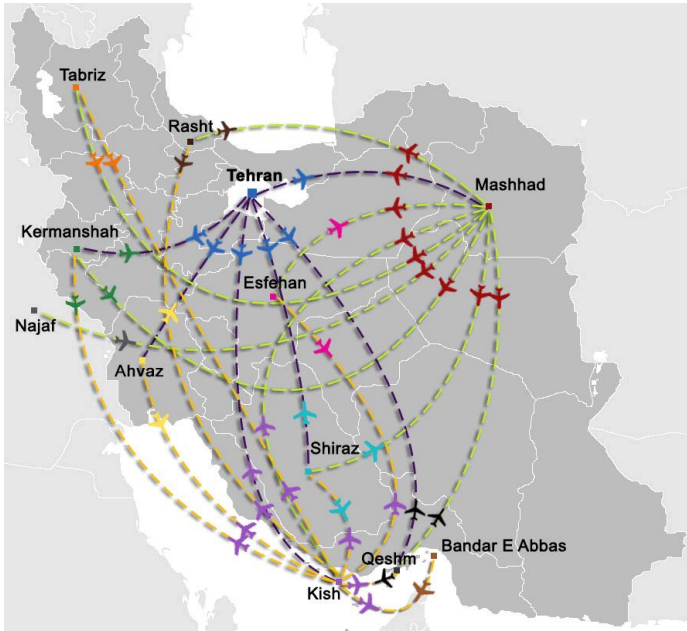 Tabriz
Rasht
Tehran
Mashhad
Kermanshah
Esfehan
Najaf
Ahvaz
Shiraz
Bandar E Abbas
Qeshm
Kish